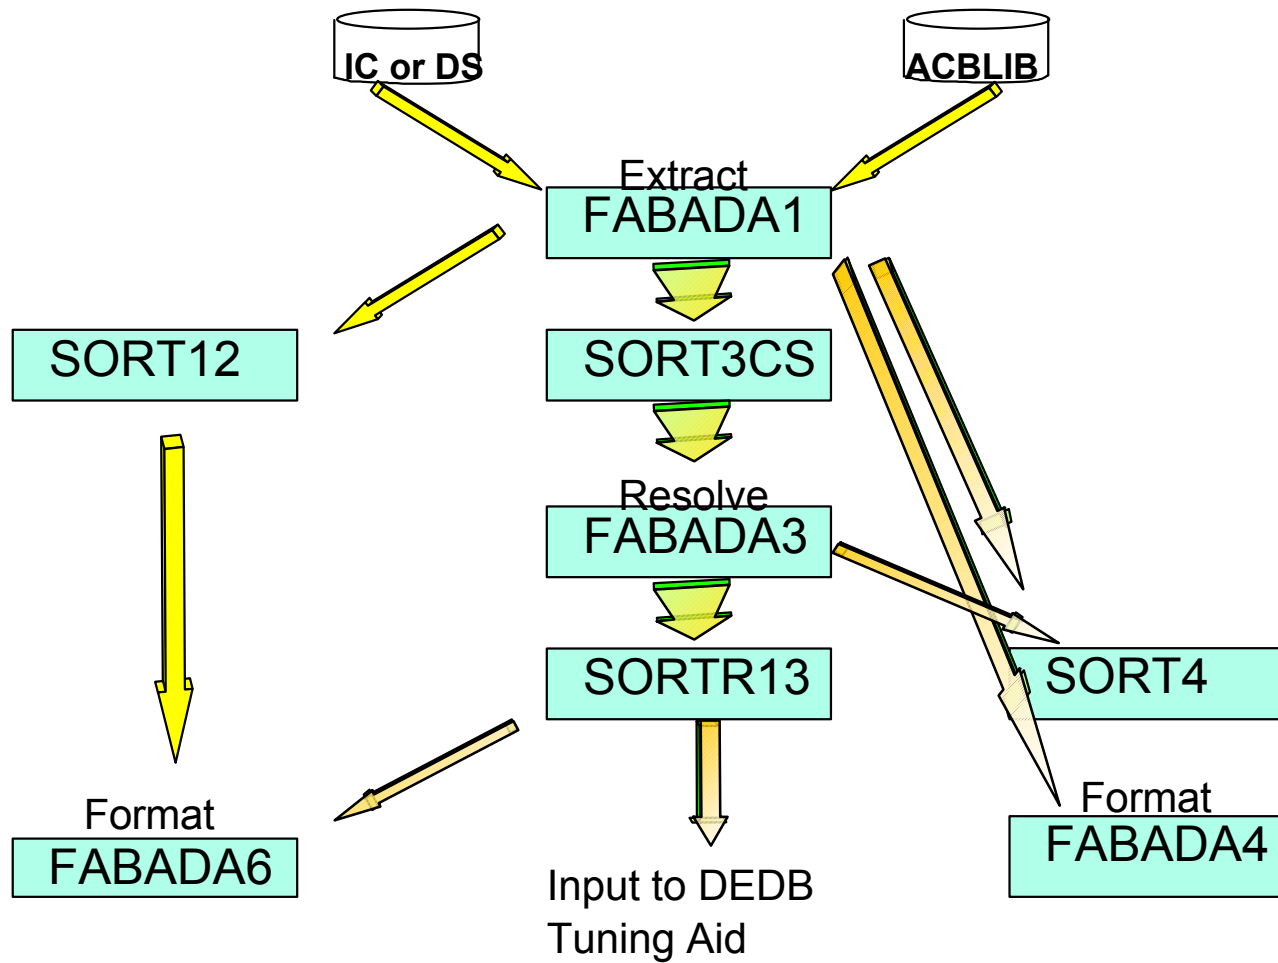 IC or DS
ACBLIB
Extract
FABADA1
SORT12
SORT3CS
Resolve
FABADA3
SORTR13
SORT4
Format
FABADA6
Format
FABADA4
Input to DEDB
Tuning Aid